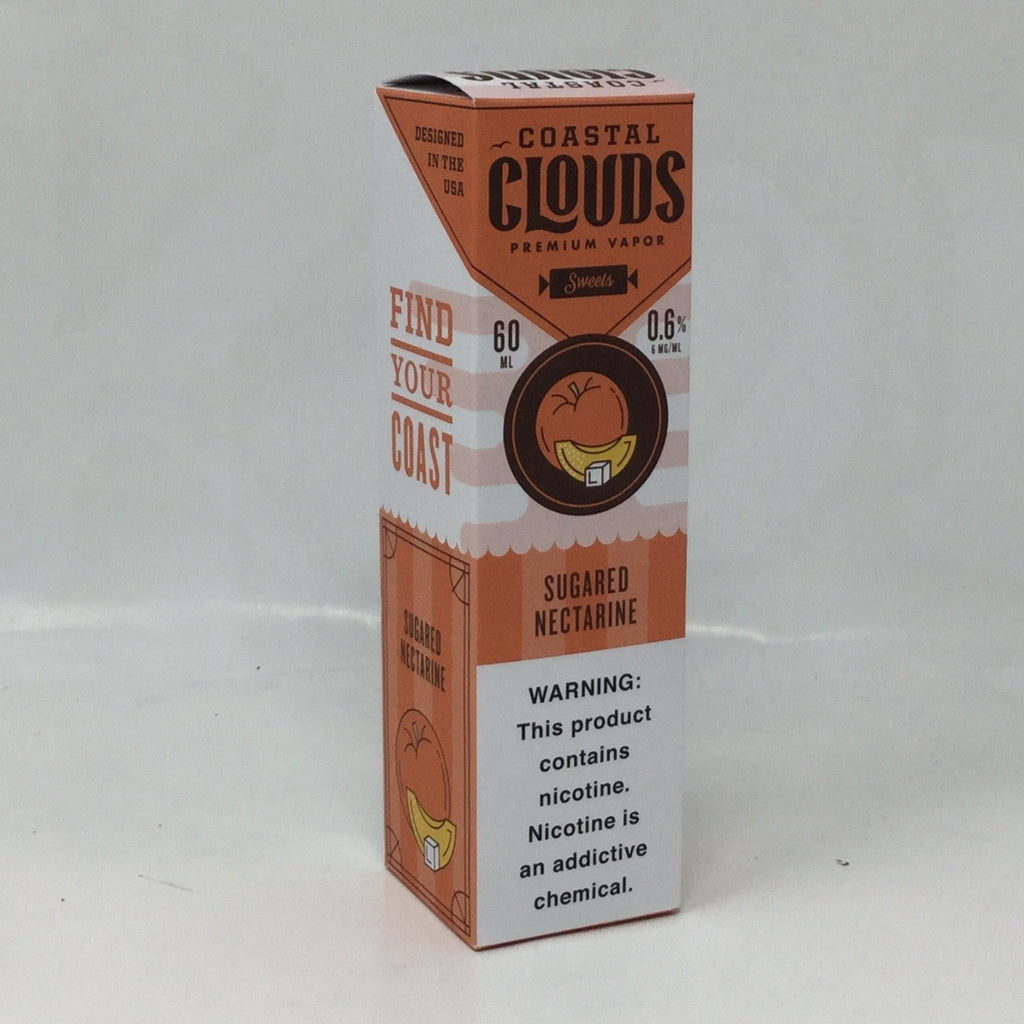 COASTAL
CLOUDS
DESIGNED
IN THE
USA
COASTAL
CLOUDS
PREMIUM VAPOR
Sweets
60
ML
0.6%
6 MG/ML
FIND
YOUR
COAST
SUGARED
NECTARINE
SUGARED
NECTARINE
WARNING:
This product
contains
nicotine.
Nicotine is
an addictive
chemical.